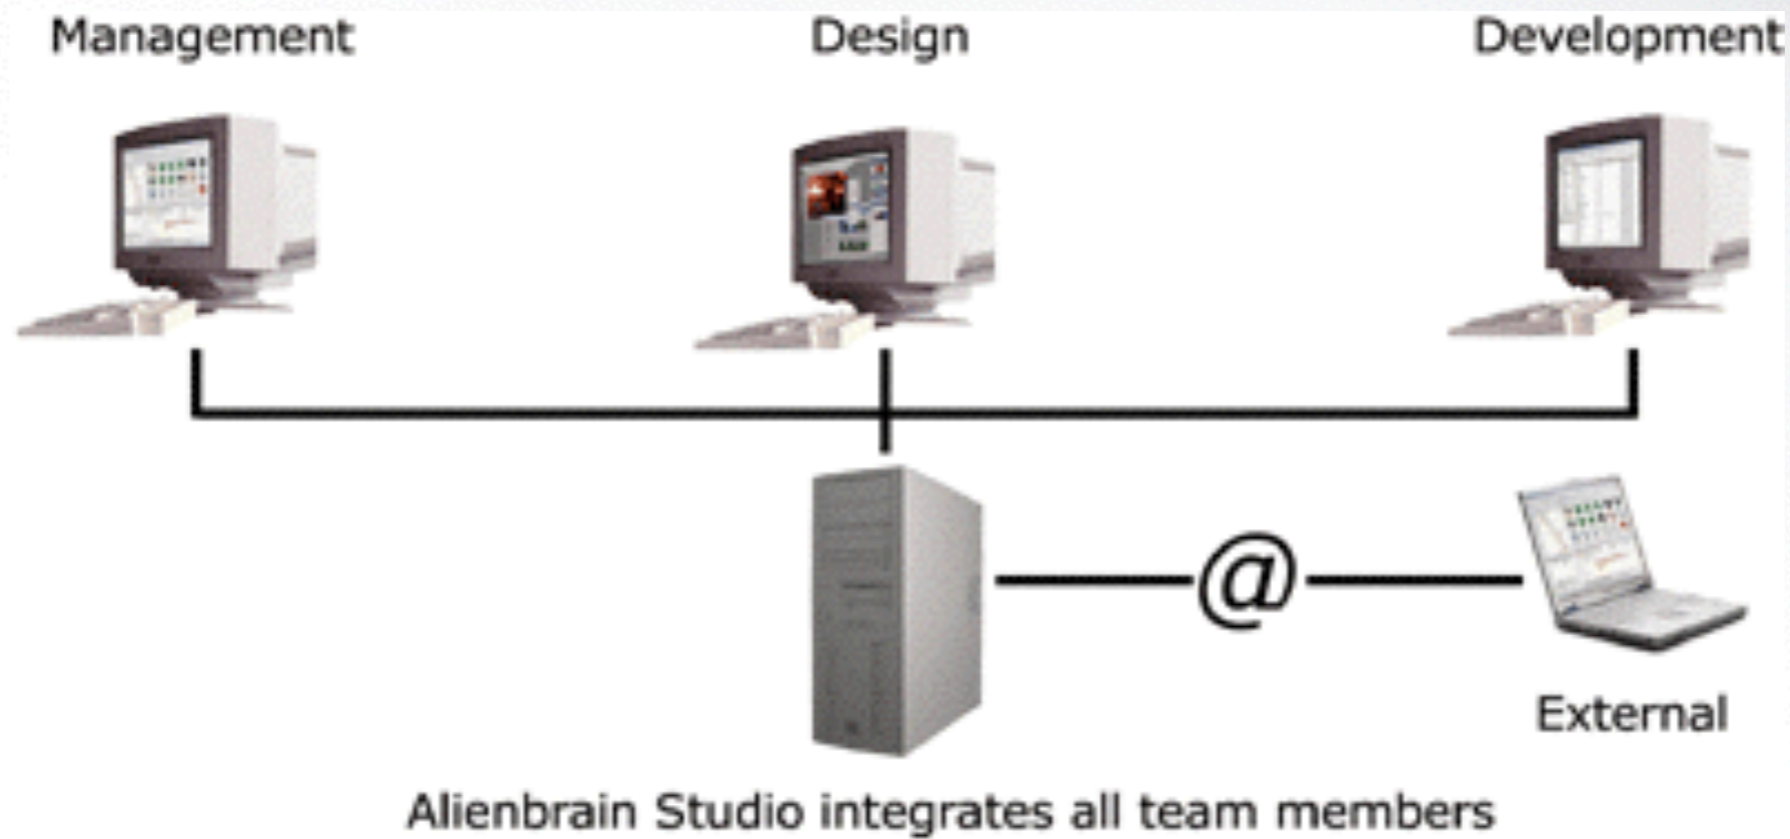 Management
Design
Development
@
External
Alienbrain Studio integrates all team members